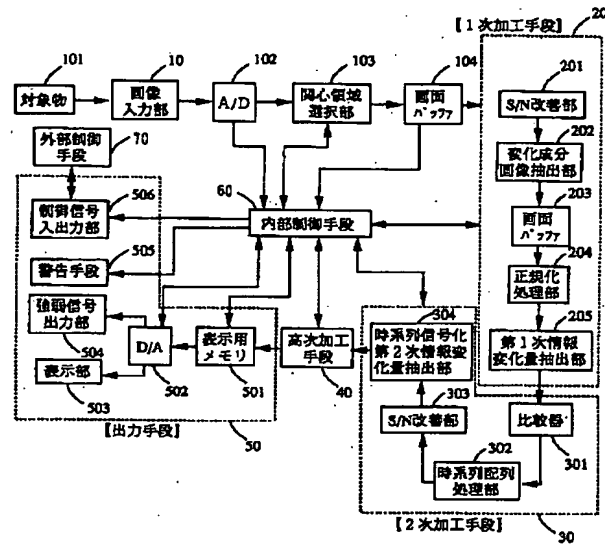 【1次加工手段】
20
101
10
102
103
104
対象物
画像
入力部
A/D
関心領域
選択部
画面
バッファ
201
S/N改善部
202
変化成分
画像抽出部
203
画面
バッファ
204
正規化
処理部
205
第1次情報
変化量抽出部
外部制御
手段
70
制御信号
入出力部
506
60
内部制御手段
警告手段
505
強弱信号
出力部
504
D/A
502
表示用
メモリ
501
高次加工
手段
40
304
時系列信号化
第2次情報変
化量抽出部
303
S/N改善部
表示部
503
【出力手段】
50
302
時系列配列
処理部
比較器
301
【2次加工手段】
30